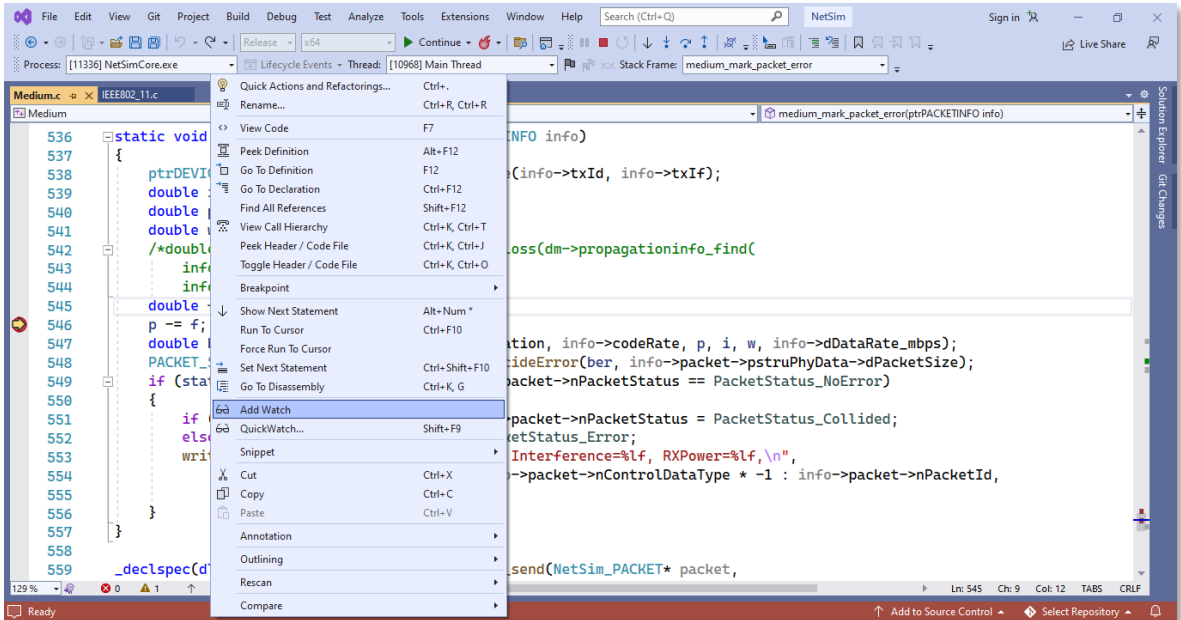 File Edit View Git Project Build Debug Test Analyze Tools Extensions Window Help Search (Ctrl+Q) NetSim Sign in
Release x64 Continue Live Share
Process: [11336] NetSimCore.exe Lifecycle Events Thread: [10968] Main Thread Stack Frame: medium_mark_packet_error
Medium.c IEEE802_11.c
Medium medium_mark_packet_error(ptrPACKETINFO info)
Solution Explorer
Git Changes
Quick Actions and Refactorings... Ctrl+.
Rename... Ctrl+R, Ctrl+R
View Code F7
Peek Definition Alt+F12
Go To Definition F12
Go To Declaration Ctrl+F12
Find All References Shift+F12
View Call Hierarchy Ctrl+K, Ctrl+T
Peek Header / Code File Ctrl+K, Ctrl+J
Toggle Header / Code File Ctrl+K, Ctrl+O
Breakpoint
Show Next Statement Alt+Num *
Run To Cursor Ctrl+F10
Force Run To Cursor
Set Next Statement Ctrl+Shift+F10
Go To Disassembly Ctrl+K, G
Add Watch
QuickWatch... Shift+F9
Snippet
Cut Ctrl+X
Copy Ctrl+C
Paste Ctrl+V
Annotation
Outlining
Rescan
Compare
536 static void NFO info)
537 {
538 ptrDEVI (info->txId, info->txIf);
539 double
540 double
541 double
542 /*double oss(dm->propagationinfo_find(
543 inf
544 inf
545 double
546 p -= f;
547 double ation, info->codeRate, p, i, w, info->dDataRate_mbps);
548 PACKET_ cideError(ber, info->packet->pstruPhyData->dPacketSize);
549 if (sta packet->nPacketStatus == PacketStatus_NoError)
550 {
551 if packet->nPacketStatus = PacketStatus_Collided;
552 els etStatus_Error;
553 wri Interference=%lf, RXPower=%lf,\n",
554 ->packet->nControlDataType * -1 : info->packet->nPacketId,
555
556 }
557 }
558
559 _declspec(d _send(NetSim_PACKET* packet,
129 % 0 1 Ln: 545 Ch: 9 Col: 12 TABS CRLF
Ready Add to Source Control Select Repository